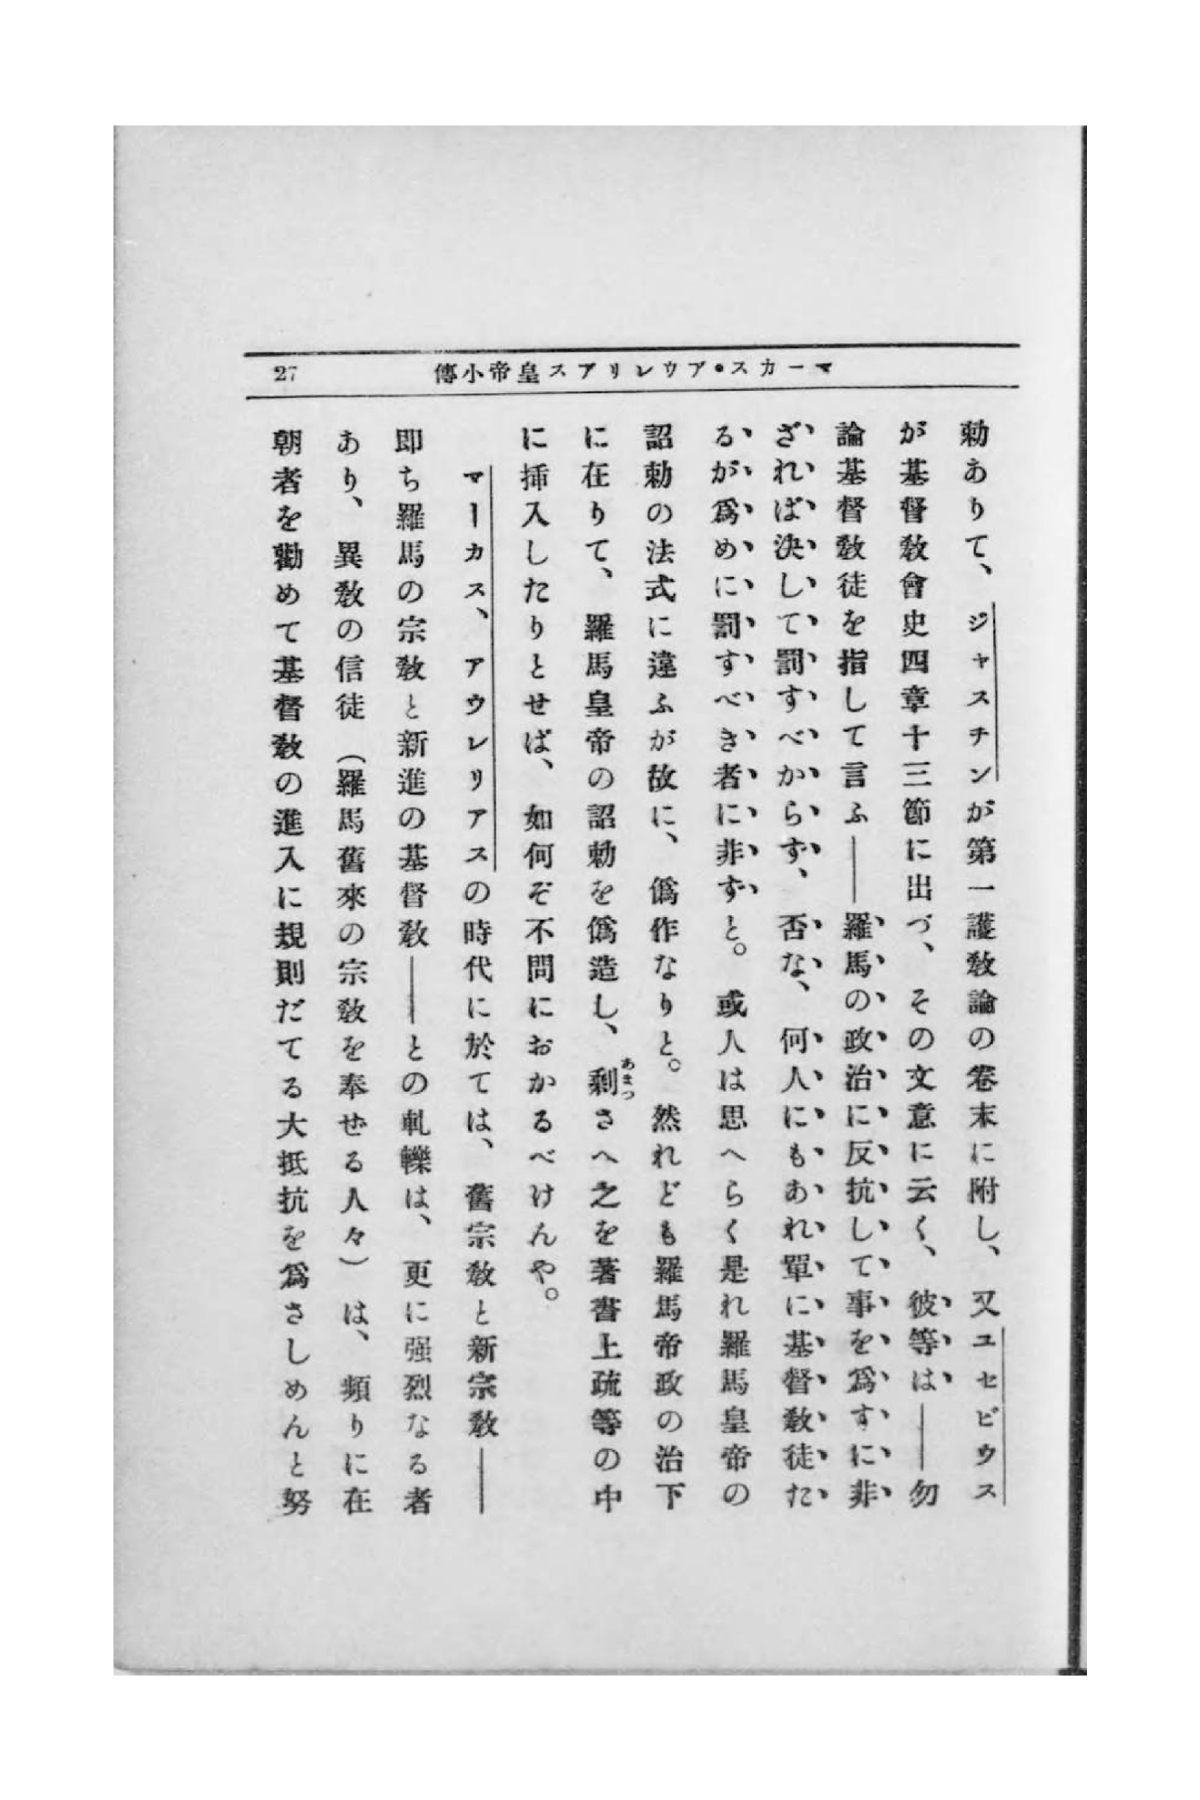 マーカス・アウレリアス皇帝小傳
27
勅ありて、ジャスチンが第一護敎論の卷末に附し、又ユセビウス
が基督敎會史四章十三節に出づ、その文意に云く、彼等は――勿
論基督敎徒を指して言ふ――羅馬の政治に反抗して事を爲すに非
ざれば決して罰すべからず、否な、何人にもあれ單に基督敎徒た
るが爲めに罰すべき者に非ずと。或人は思へらく是れ羅馬皇帝の
詔勅の法式に違ふが故に、僞作なりと。然れども羅馬帝政の治下
に在りて、羅馬皇帝の詔勅を僞造し、剩さへ之を著書上疏等の中
あまつ
に挿入したりとせば、如何ぞ不問におかるべけんや。
マーカス、アウレリアスの時代に於ては、舊宗敎と新宗敎――
即ち羅馬の宗敎と新進の基督敎――との軋轢は、更に强烈なる者
あり、異敎の信徒（羅馬舊來の宗敎を奉せる人々）は、頻りに在
朝者を勸めて基督敎の進入に規則だてる大抵抗を爲さしめんと努